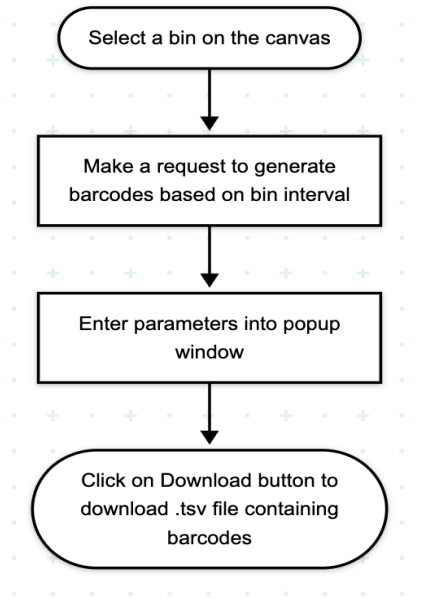 Select a bin on the canvas
Make a request to generate
barcodes based on bin interval
Enter parameters into popup
window
Click on Download button to
download .tsv file containing
barcodes